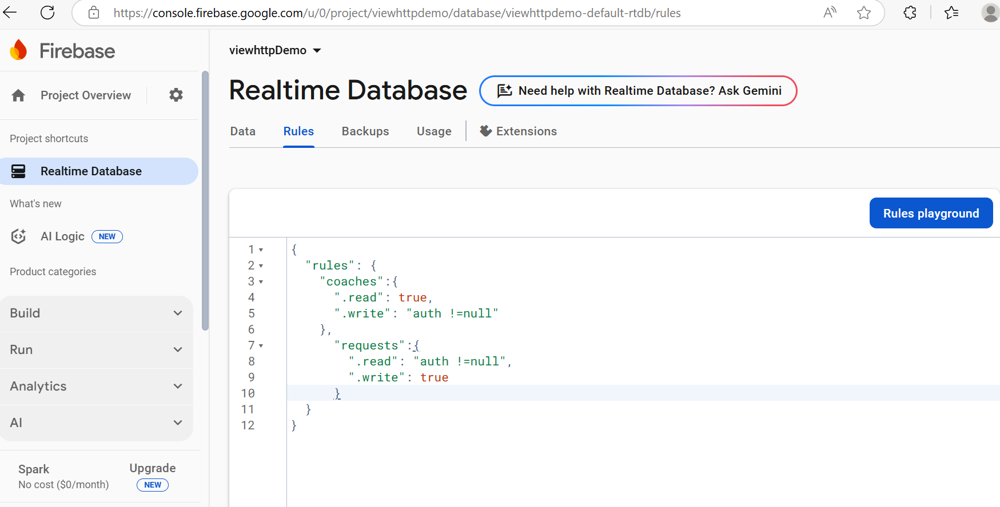 https://console.firebase.google.com/u/0/project/viewhttpdemo/database/viewhttpdemo-default-rtdb/rules
Firebase
Project Overview
Project shortcuts
Realtime Database
What's new
AI Logic NEW
Product categories
Build
Run
Analytics
AI
Spark
No cost ($0/month)
Upgrade
NEW
viewhttpDemo
Realtime Database
Need help with Realtime Database? Ask Gemini
Data Rules Backups Usage Extensions
Rules playground
1 {
2 "rules": {
3 "coaches":{
4 ".read": true,
5 ".write": "auth !=null"
6 },
7 "requests":{
8 ".read": "auth !=null",
9 ".write": true
10 }
11 }
12 }